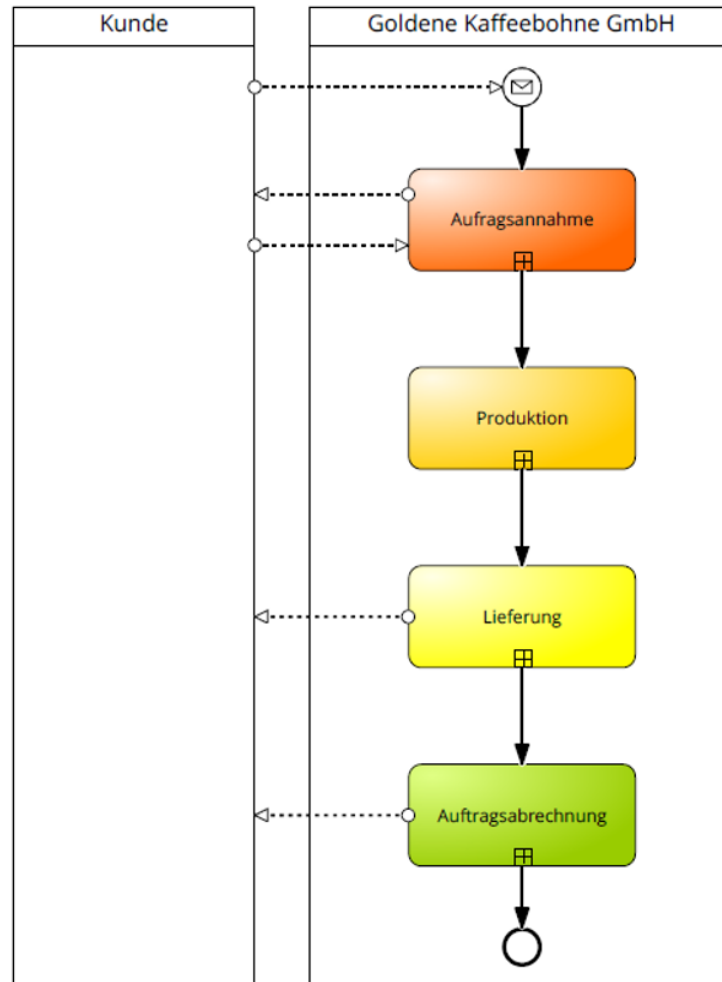 Kunde
Goldene Kaffeebohne GmbH
Aufragsannahme
Produktion
Lieferung
Auftragsabrechnung